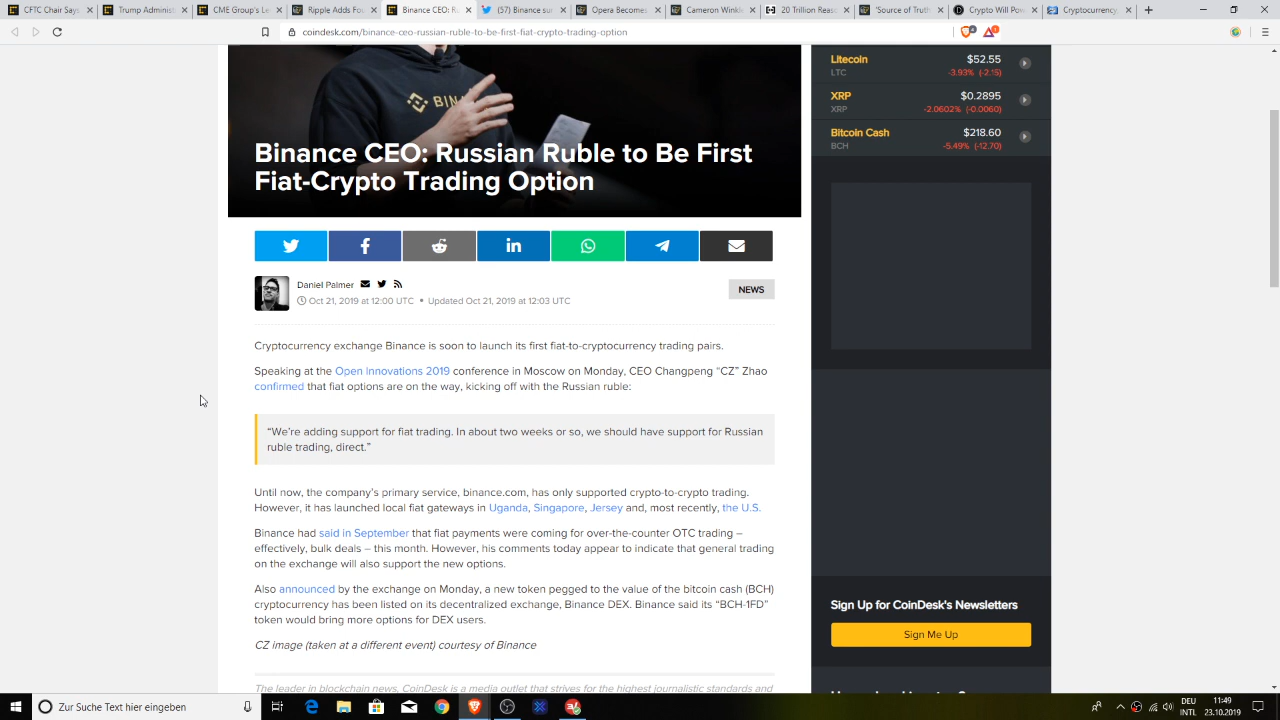 CFTC Chair Says
Trump Administ
CME Group's Le
Ripple Adds Fo
Binance CEO: R
(57) Binance su
Opera Becomes
Cameron Winkle
20 Trillion Reas
'Source of Truth
Crypto Will Pov
Cryptocurrency
coindesk.com/binance-ceo-russian-ruble-to-be-first-fiat-crypto-trading-option
BIN
Binance CEO: Russian Ruble to Be First
Fiat-Crypto Trading Option
Daniel Palmer
Oct 21, 2019 at 12:00 UTC • Updated Oct 21, 2019 at 12:03 UTC
NEWS
Cryptocurrency exchange Binance is soon to launch its first fiat-to-cryptocurrency trading pairs.
Speaking at the Open Innovations 2019 conference in Moscow on Monday, CEO Changpeng “CZ” Zhao
confirmed that fiat options are on the way, kicking off with the Russian ruble:
“We’re adding support for fiat trading. In about two weeks or so, we should have support for Russian
ruble trading, direct.”
Until now, the company’s primary service, binance.com, has only supported crypto-to-crypto trading.
However, it has launched local fiat gateways in Uganda, Singapore, Jersey and, most recently, the U.S.
Binance had said in September that fiat payments were coming for over-the-counter OTC trading –
effectively, bulk deals – this month. However, his comments today appear to indicate that general trading
on the exchange will also support the new options.
Also announced by the exchange on Monday, a new token pegged to the value of the bitcoin cash (BCH)
cryptocurrency has been listed on its decentralized exchange, Binance DEX. Binance said its “BCH-1FD”
token would bring more options for DEX users.
CZ image (taken at a different event) courtesy of Binance
The leader in blockchain news, CoinDesk is a media outlet that strives for the highest journalistic standards and
Litecoin $52.55
LTC -3.93% (-2.15)
XRP $0.2895
XRP -2.0602% (-0.0060)
Bitcoin Cash $218.60
BCH -5.49% (-12.70)
Sign Up for CoinDesk's Newsletters
Sign Me Up
Zur Suche Text hier eingeben
DEU
INTL
11:49
23.10.2019